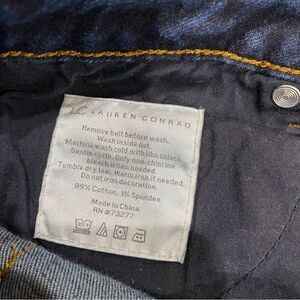 LC LAUREN CONRAD
Remove belt before wash.
Wash inside out.
Machine wash cold with like colors.
Gentle cycle. Only non-chlorine
bleach when needed.
Tumble dry low. Warm iron if needed.
Do not iron decoration.
99% Cotton, 1% Spandex
Made in China
RN #73277